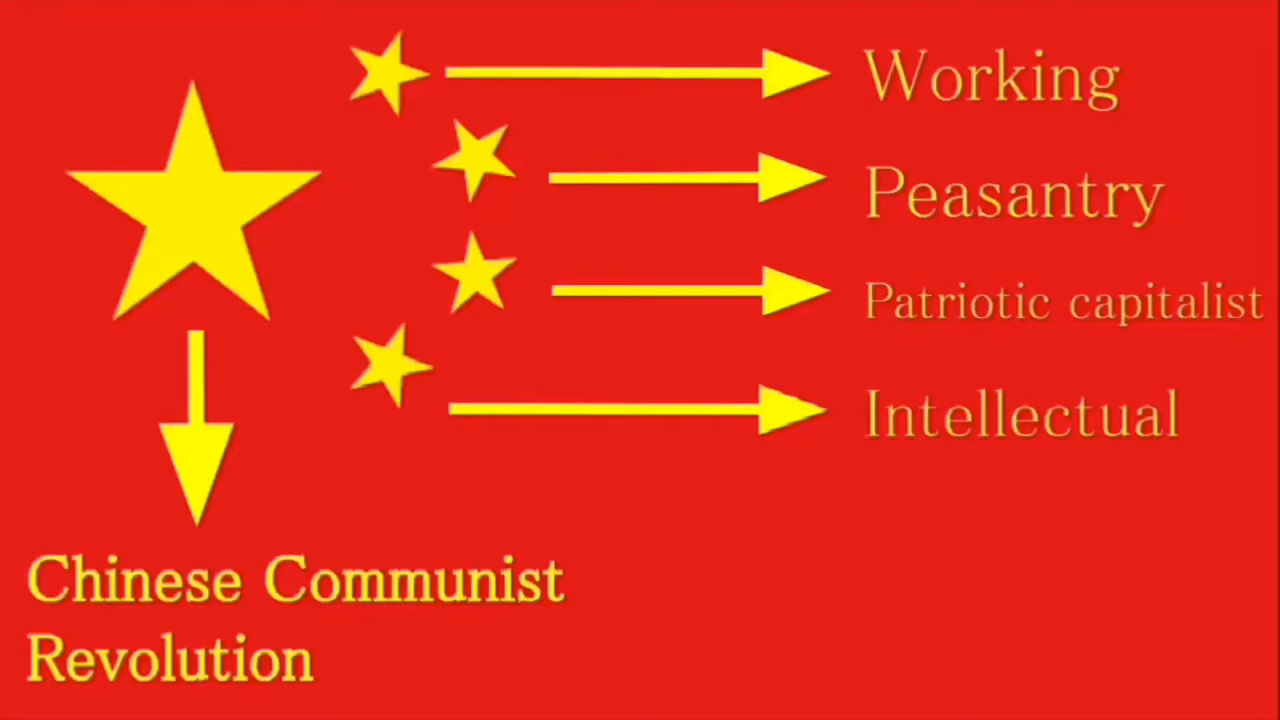 Working
Peasantry
Patriotic capitalist
Intellectual
Chinese Communist
Revolution